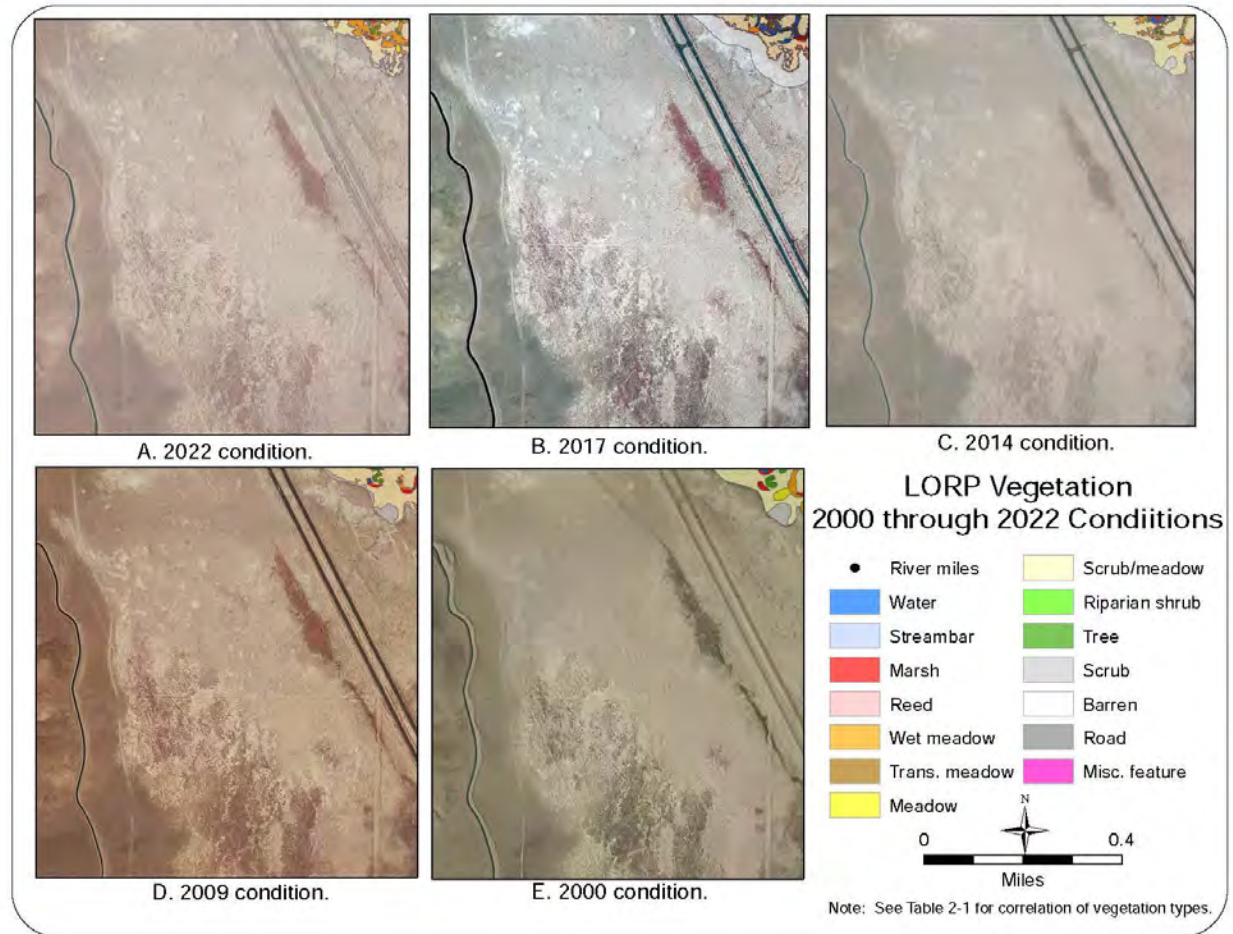 A. 2022 condition.
B. 2017 condition.
C. 2014 condition.
D. 2009 condition.
E. 2000 condition.
LORP Vegetation
2000 through 2022 Condiitions
River miles
Water
Streambar
Marsh
Reed
Wet meadow
Trans. meadow
Meadow
Scrub/meadow
Riparian shrub
Tree
Scrub
Barren
Road
Misc. feature
N
0 0.4
Miles
Note: See Table 2-1 for correlation of vegetation types.